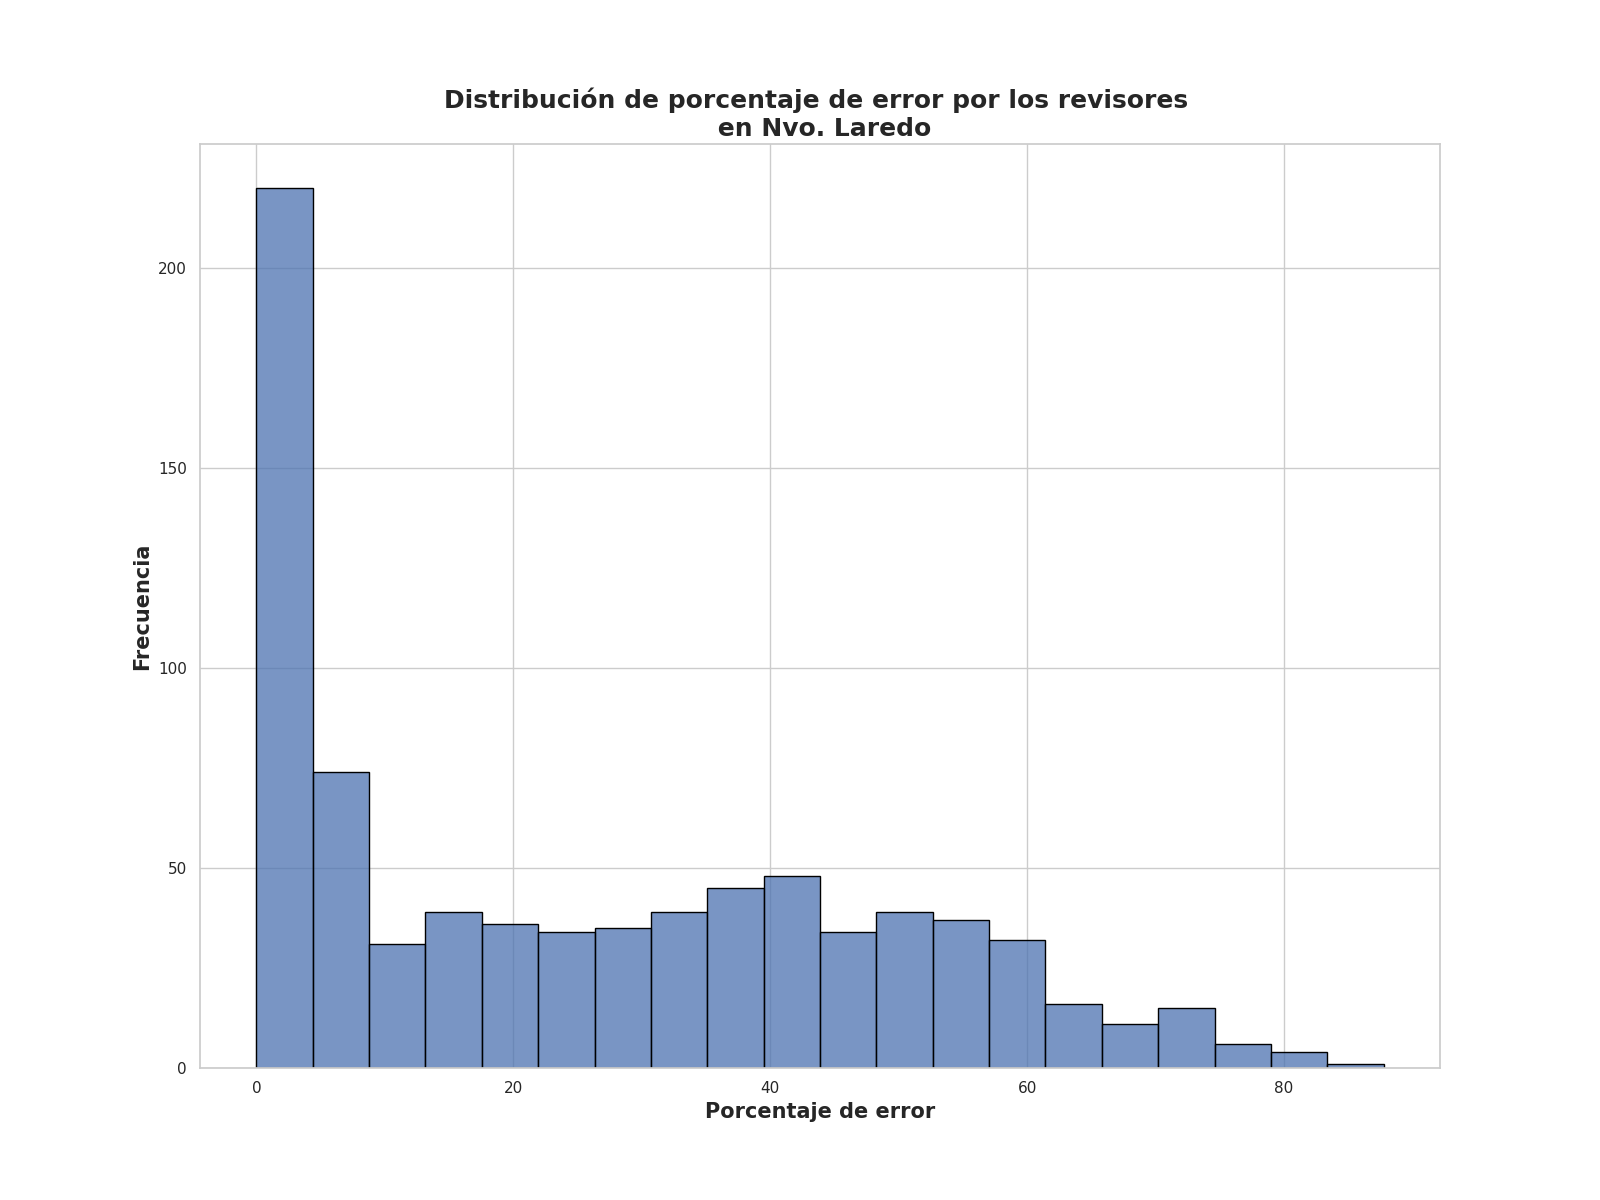 Distribución de porcentaje de error por los revisores
en Nvo. Laredo
Frecuencia
200
150
100
50
0
0 20 40 60 80
Porcentaje de error